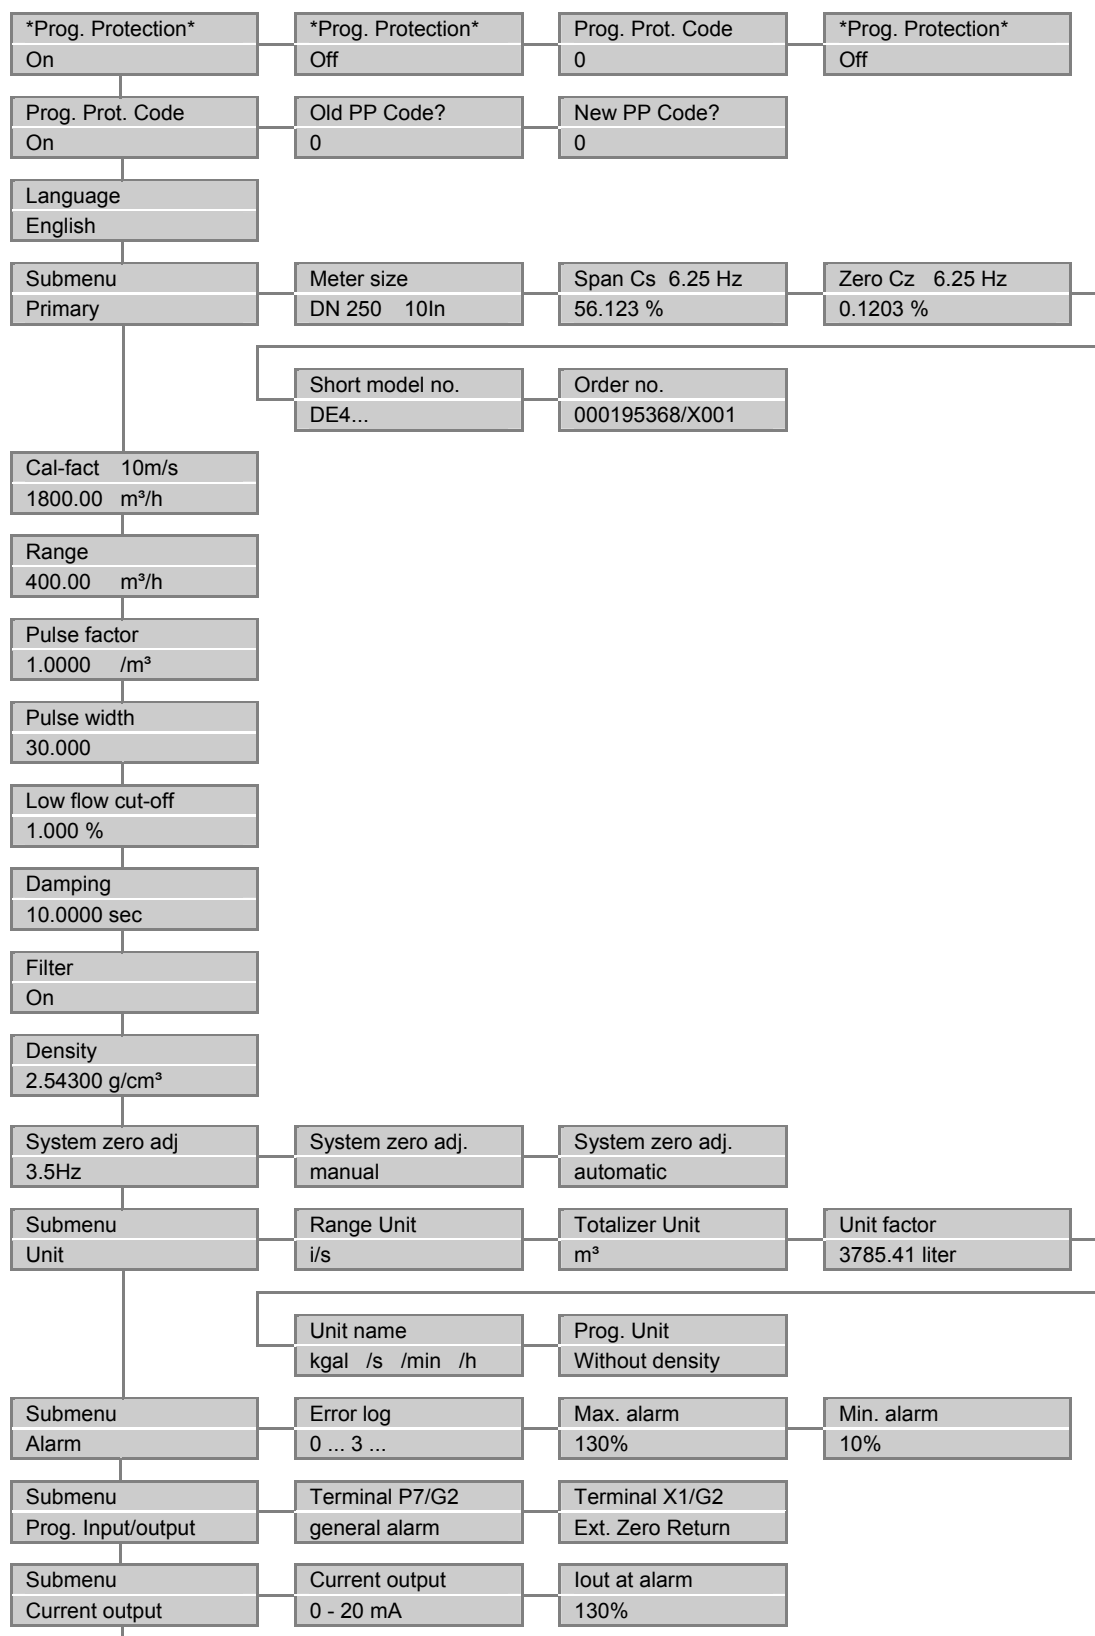 *Prog. Protection*
On
*Prog. Protection*
Off
Prog. Prot. Code
0
*Prog. Protection*
Off
Prog. Prot. Code
On
Old PP Code?
0
New PP Code?
0
Language
English
Submenu
Primary
Meter size
DN 250 10In
Span Cs 6.25 Hz
56.123 %
Zero Cz 6.25 Hz
0.1203 %
Short model no.
DE4...
Order no.
000195368/X001
Cal-fact 10m/s
1800.00 m³/h
Range
400.00 m³/h
Pulse factor
1.0000 /m³
Pulse width
30.000
Low flow cut-off
1.000 %
Damping
10.0000 sec
Filter
On
Density
2.54300 g/cm³
System zero adj
3.5Hz
System zero adj.
manual
System zero adj.
automatic
Submenu
Unit
Range Unit
i/s
Totalizer Unit
m³
Unit factor
3785.41 liter
Unit name
kgal /s /min /h
Prog. Unit
Without density
Submenu
Alarm
Error log
0 ... 3 ...
Max. alarm
130%
Min. alarm
10%
Submenu
Prog. Input/output
Terminal P7/G2
general alarm
Terminal X1/G2
Ext. Zero Return
Submenu
Current output
Current output
0 - 20 mA
Iout at alarm
130%